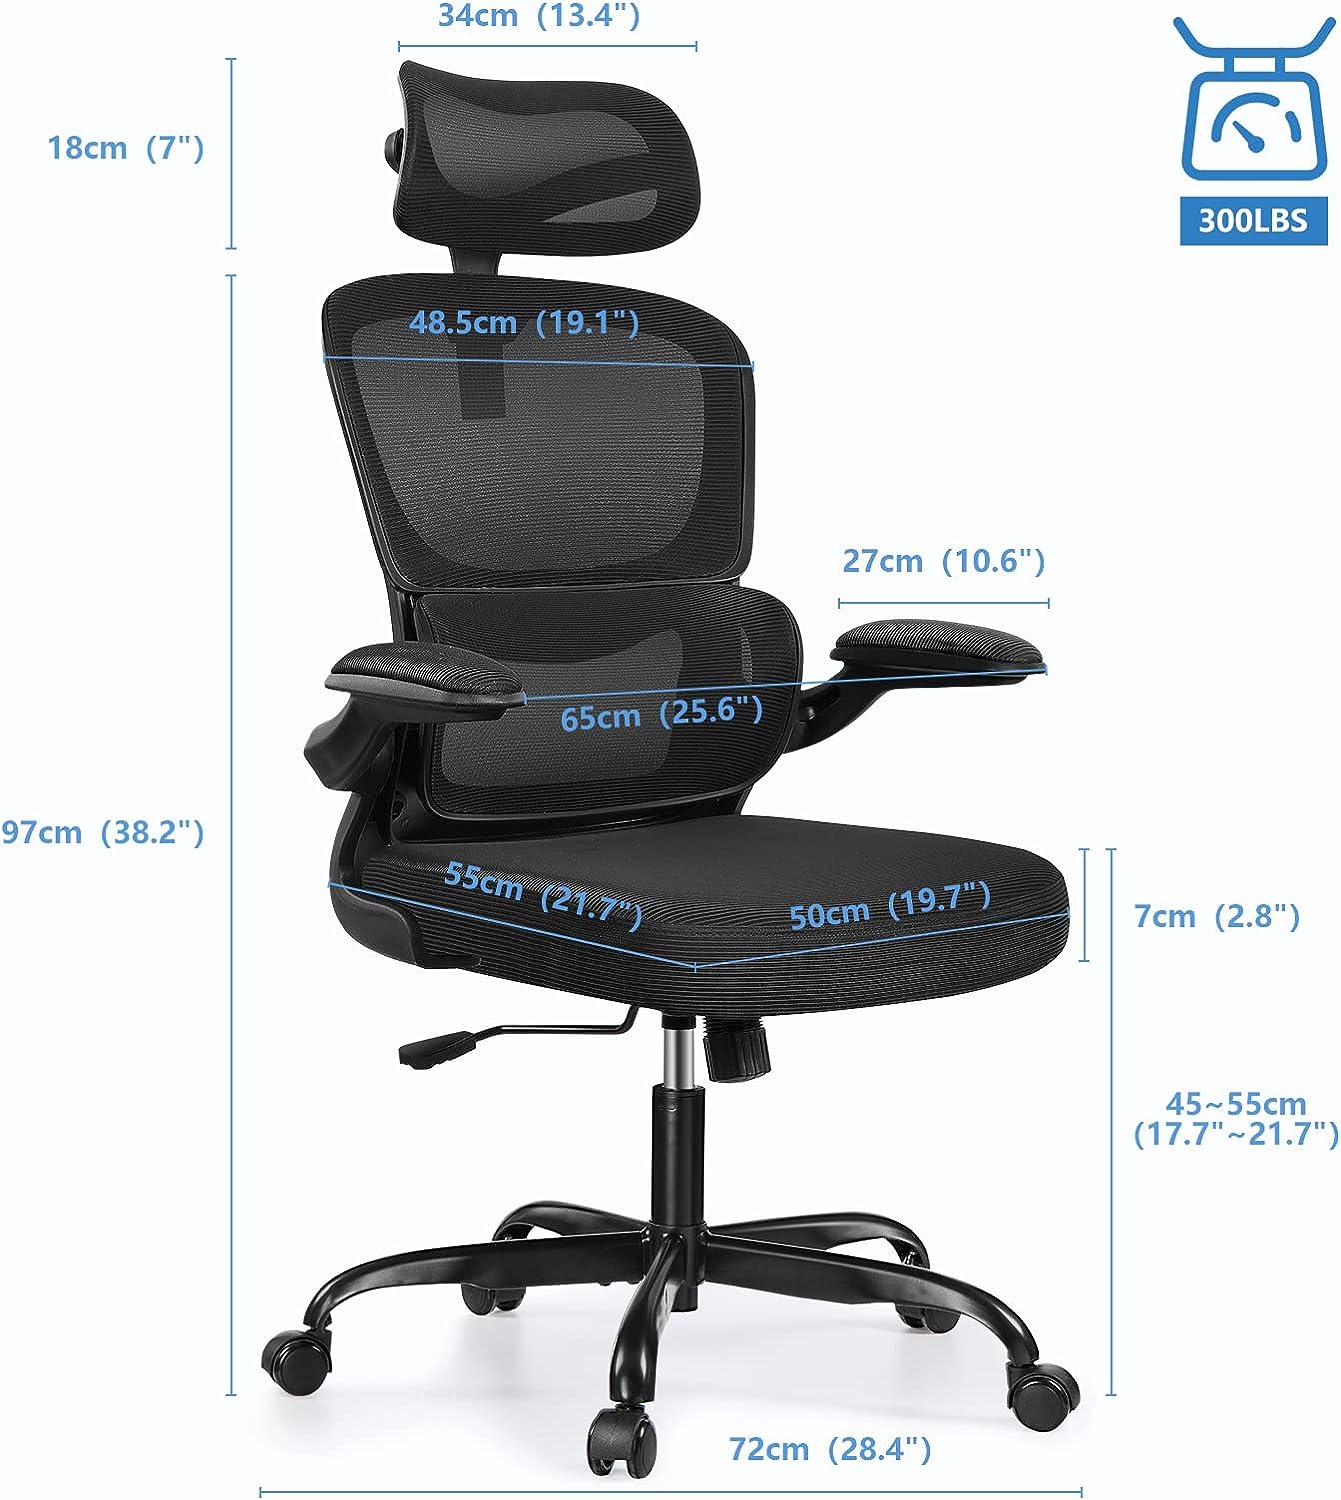 34cm (13.4")
18cm (7")
300LBS
48.5cm (19.1")
27cm (10.6")
65cm (25.6")
97cm (38.2")
55cm (21.7")
50cm (19.7")
7cm (2.8")
45~55cm
(17.7"~21.7")
72cm (28.4")